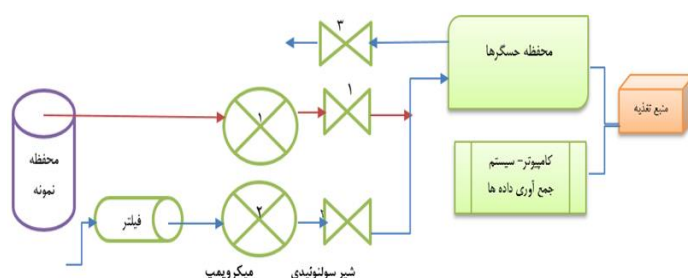 ۳
محفظه حسگرها
۱
۱
منبع تغذیه
محفظه
نمونه
کامپیوتر- سیستم
جمع آوری داده ها
فیلتر
۲
میکروپمپ
شیر سولنوئیدی